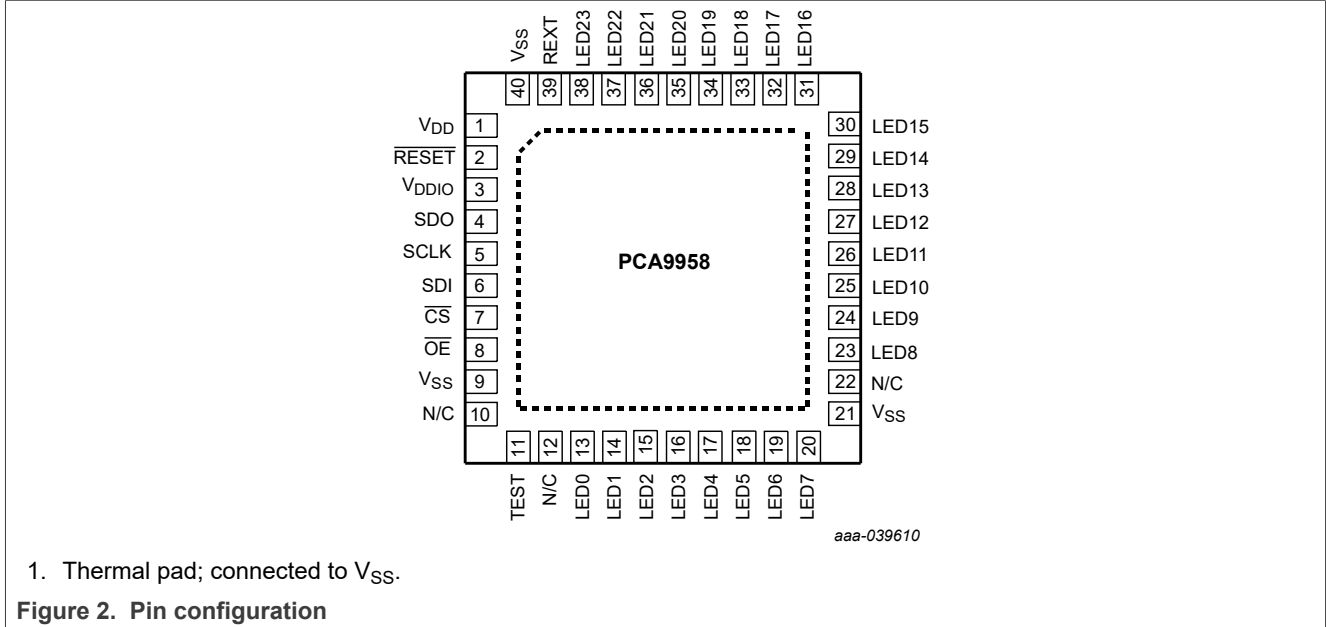 VSS
REXT
LED23
LED22
LED21
LED20
LED19
LED18
LED17
LED16
40
39
38
37
36
35
34
33
32
31
VDD 1
RESET 2
VDDIO 3
SDO 4
SCLK 5
SDI 6
CS 7
OE 8
VSS 9
N/C 10
PCA9958
30 LED15
29 LED14
28 LED13
27 LED12
26 LED11
25 LED10
24 LED9
23 LED8
22 N/C
21 VSS
11
12
13
14
15
16
17
18
19
20
TEST
N/C
LED0
LED1
LED2
LED3
LED4
LED5
LED6
LED7
aaa-039610
1. Thermal pad; connected to VSS.
Figure 2. Pin configuration